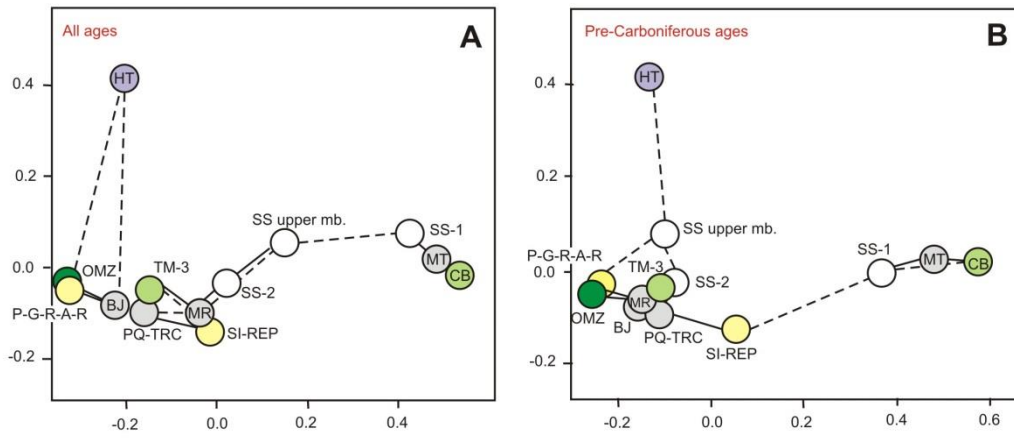 All ages
A
HT
0.4
0.2
0.0
-0.2
SS upper mb.
SS-1
MT
CB
OMZ
TM-3
SS-2
P-G-R-A-R
BJ
MR
PQ-TRC
SI-REP
-0.2
0.0
0.2
0.4
Pre-Carboniferous ages
B
HT
0.4
0.2
0.0
-0.2
SS upper mb.
P-G-R-A-R
TM-3
SS-1
MT
CB
SS-2
MR
OMZ
BJ
PQ-TRC
SI-REP
-0.2
0.0
0.2
0.4
0.6